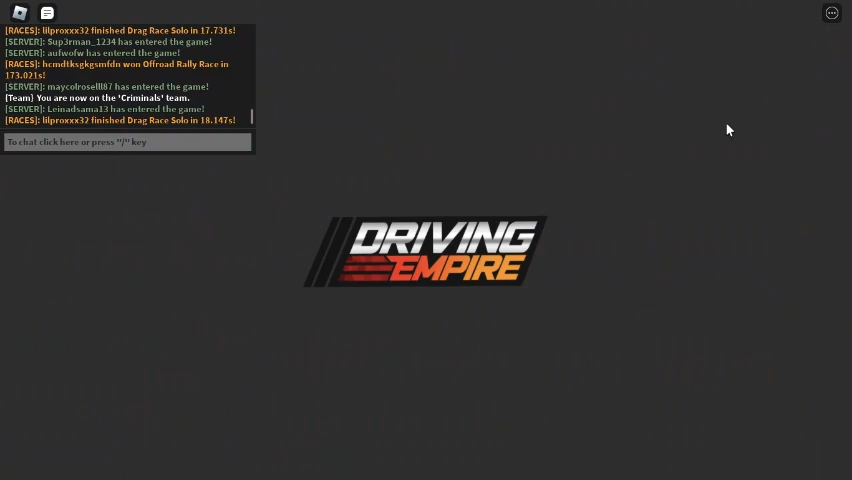 [RACES]: lilproxxx32 finished Drag Race Solo in 17.731s!
[SERVER]: Sup3rman_1234 has entered the game!
[SERVER]: aufwofw has entered the game!
[RACES]: hcmdtksgkgsmfdn won Offroad Rally Race in
173.021s!
[SERVER]: maycolroselll87 has entered the game!
{Team} You are now on the 'Criminals' team.
[SERVER]: Leinadsama13 has entered the game!
[RACES]: lilproxxx32 finished Drag Race Solo in 18.147s!
To chat click here or press "/" key
DRIVING
EMPIRE